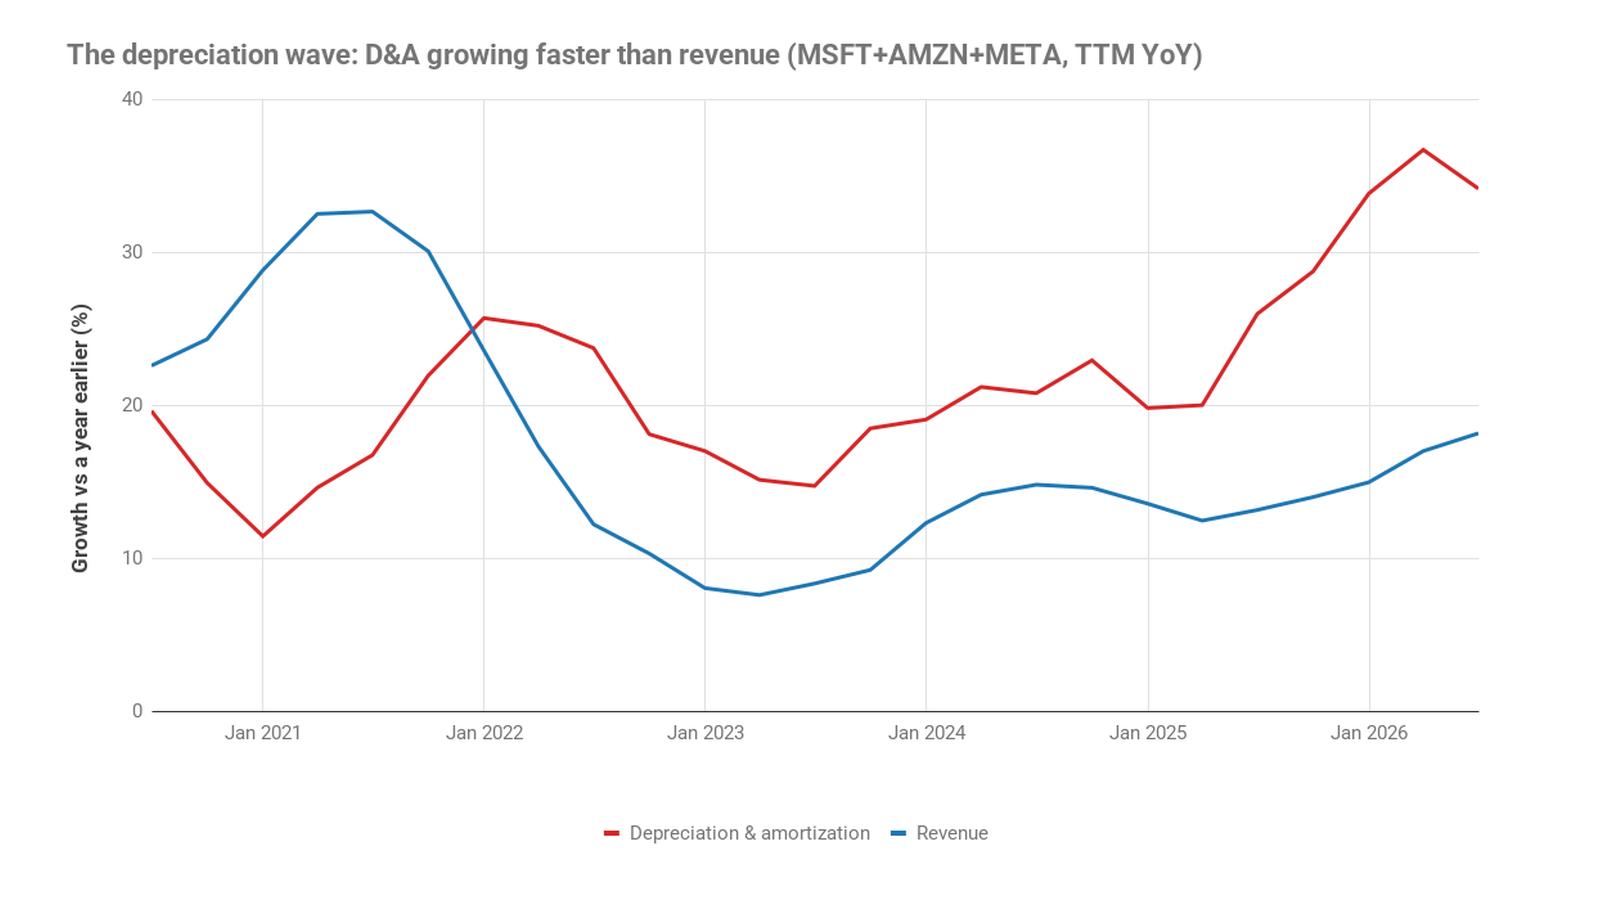 The depreciation wave: D&A growing faster than revenue (MSFT+AMZN+META, TTM YoY)
Growth vs a year earlier (%)
40
30
20
10
0
Jan 2021
Jan 2022
Jan 2023
Jan 2024
Jan 2025
Jan 2026
Depreciation & amortization
Revenue